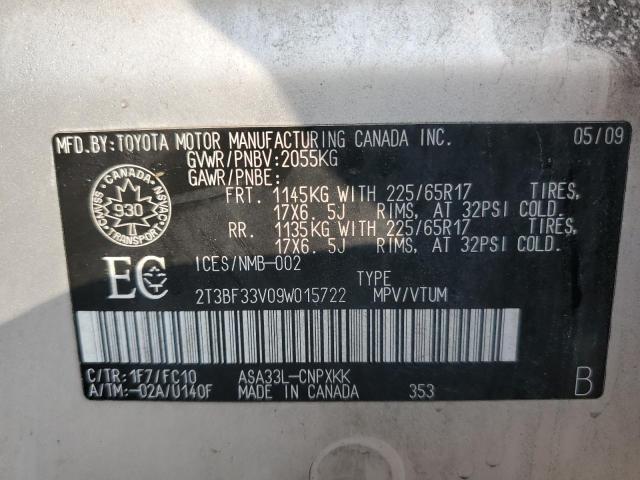 MFD.BY:TOYOTA MOTOR MANUFACTURING CANADA INC. 05/09
GVWR/PNBV:2055KG
GAWR/PNBE:
FRT. 1145KG WITH 225/65R17 TIRES,
17X6. 5J RIMS, AT 32PSI COLD.
RR. 1135KG WITH 225/65R17 TIRES,
17X6. 5J RIMS, AT 32PSI COLD.
CANADA
CMVSS NSVAC
930
TRANSPORT
EC
ICES/NMB-002
TYPE
2T3BF33V09W015722 MPV/VTUM
C/TR:1F7/FC10 ASA33L-CNPXKK
A/TM:-02A/U140F MADE IN CANADA 353 B